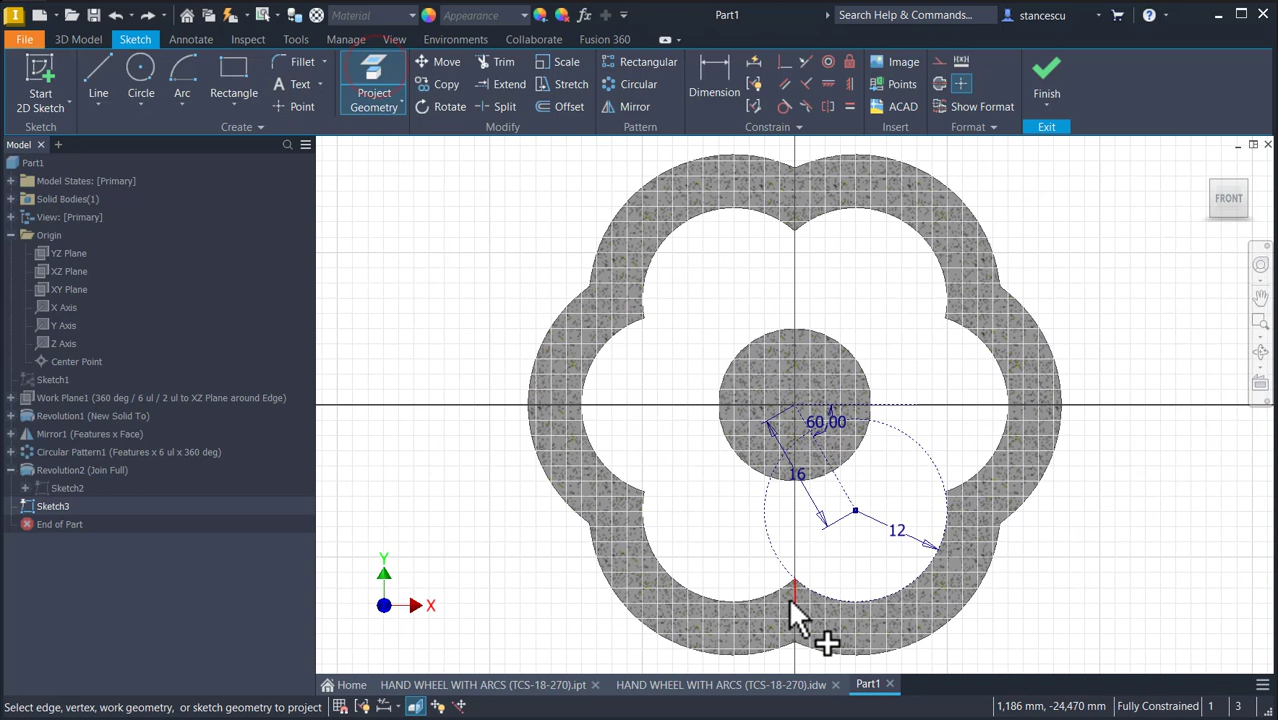 Material
Appearance
fx
Part1
Search Help & Commands...
stancescu
File
3D Model
Sketch
Annotate
Inspect
Tools
Manage
View
Environments
Collaborate
Fusion 360
Start
2D Sketch
Line
Circle
Arc
Rectangle
Fillet
Text
Point
Project
Geometry
Move
Copy
Rotate
Trim
Extend
Split
Scale
Stretch
Offset
Rectangular
Circular
Mirror
Dimension
Image
Points
ACAD
Show Format
Finish
Sketch
Create
Modify
Pattern
Constrain
Insert
Format
Exit
Model
Part1
Model States: [Primary]
Solid Bodies(1)
View: [Primary]
Origin
YZ Plane
XZ Plane
XY Plane
X Axis
Y Axis
Z Axis
Center Point
Sketch1
Work Plane1 (360 deg / 6 ul / 2 ul to XZ Plane around Edge)
Revolution1 (New Solid To)
Mirror1 (Features x Face)
Circular Pattern1 (Features x 6 ul x 360 deg)
Revolution2 (Join Full)
Sketch2
Sketch3
End of Part
FRONT
60,00
16
12
Y
X
Home
HAND WHEEL WITH ARCS (TCS-18-270).ipt
HAND WHEEL WITH ARCS (TCS-18-270).idw
Part1
Select edge, vertex, work geometry, or sketch geometry to project
1,186 mm, -24,470 mm
Fully Constrained
1
3